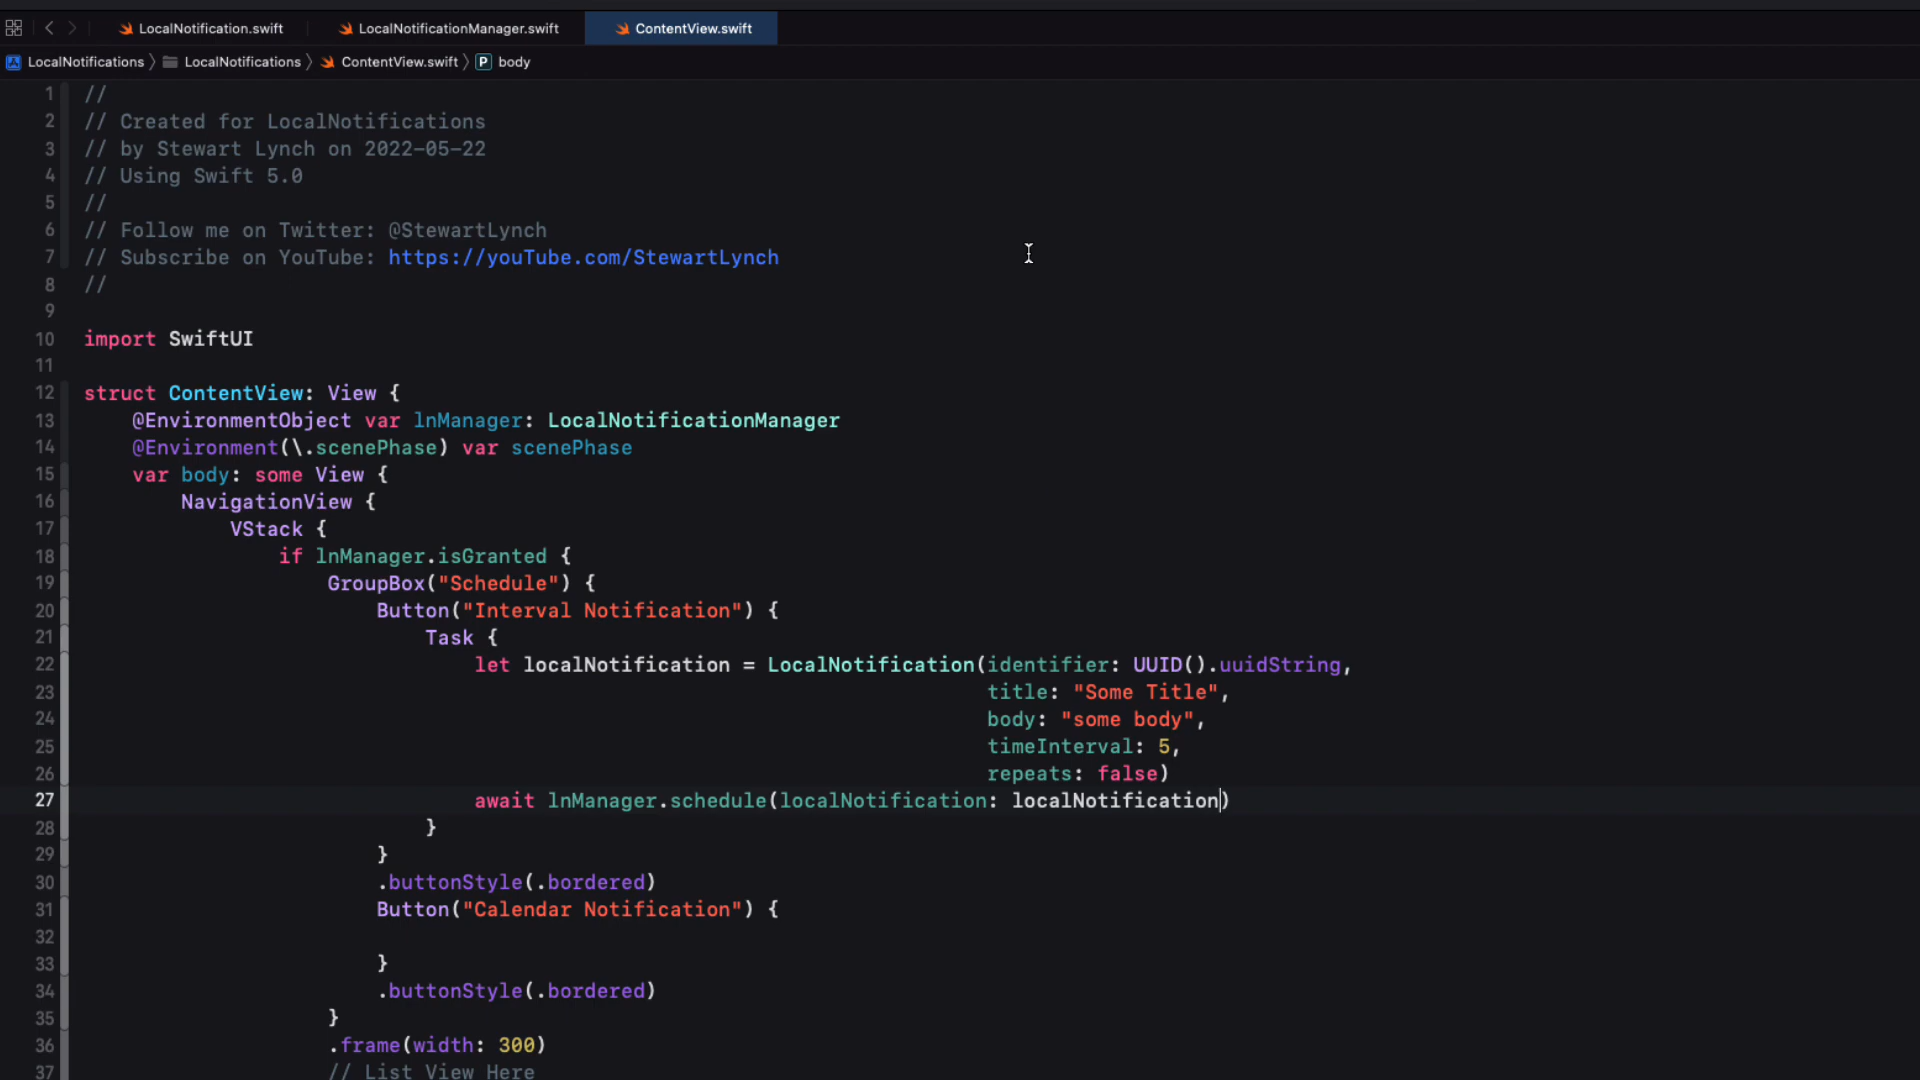 LocalNotification.swift LocalNotificationManager.swift ContentView.swift
LocalNotifications LocalNotifications ContentView.swift P body
1 //
2 // Created for LocalNotifications
3 // by Stewart Lynch on 2022-05-22
4 // Using Swift 5.0
5 //
6 // Follow me on Twitter: @StewartLynch
7 // Subscribe on YouTube: https://youTube.com/StewartLynch
8 //
9
10 import SwiftUI
11
12 struct ContentView: View {
13 @EnvironmentObject var lnManager: LocalNotificationManager
14 @Environment(\.scenePhase) var scenePhase
15 var body: some View {
16 NavigationView {
17 VStack {
18 if lnManager.isGranted {
19 GroupBox("Schedule") {
20 Button("Interval Notification") {
21 Task {
22 let localNotification = LocalNotification(identifier: UUID().uuidString,
23 title: "Some Title",
24 body: "some body",
25 timeInterval: 5,
26 repeats: false)
27 await lnManager.schedule(localNotification: localNotification)
28 }
29 }
30 .buttonStyle(.bordered)
31 Button("Calendar Notification") {
32
33 }
34 .buttonStyle(.bordered)
35 }
36 .frame(width: 300)
37 // List View Here